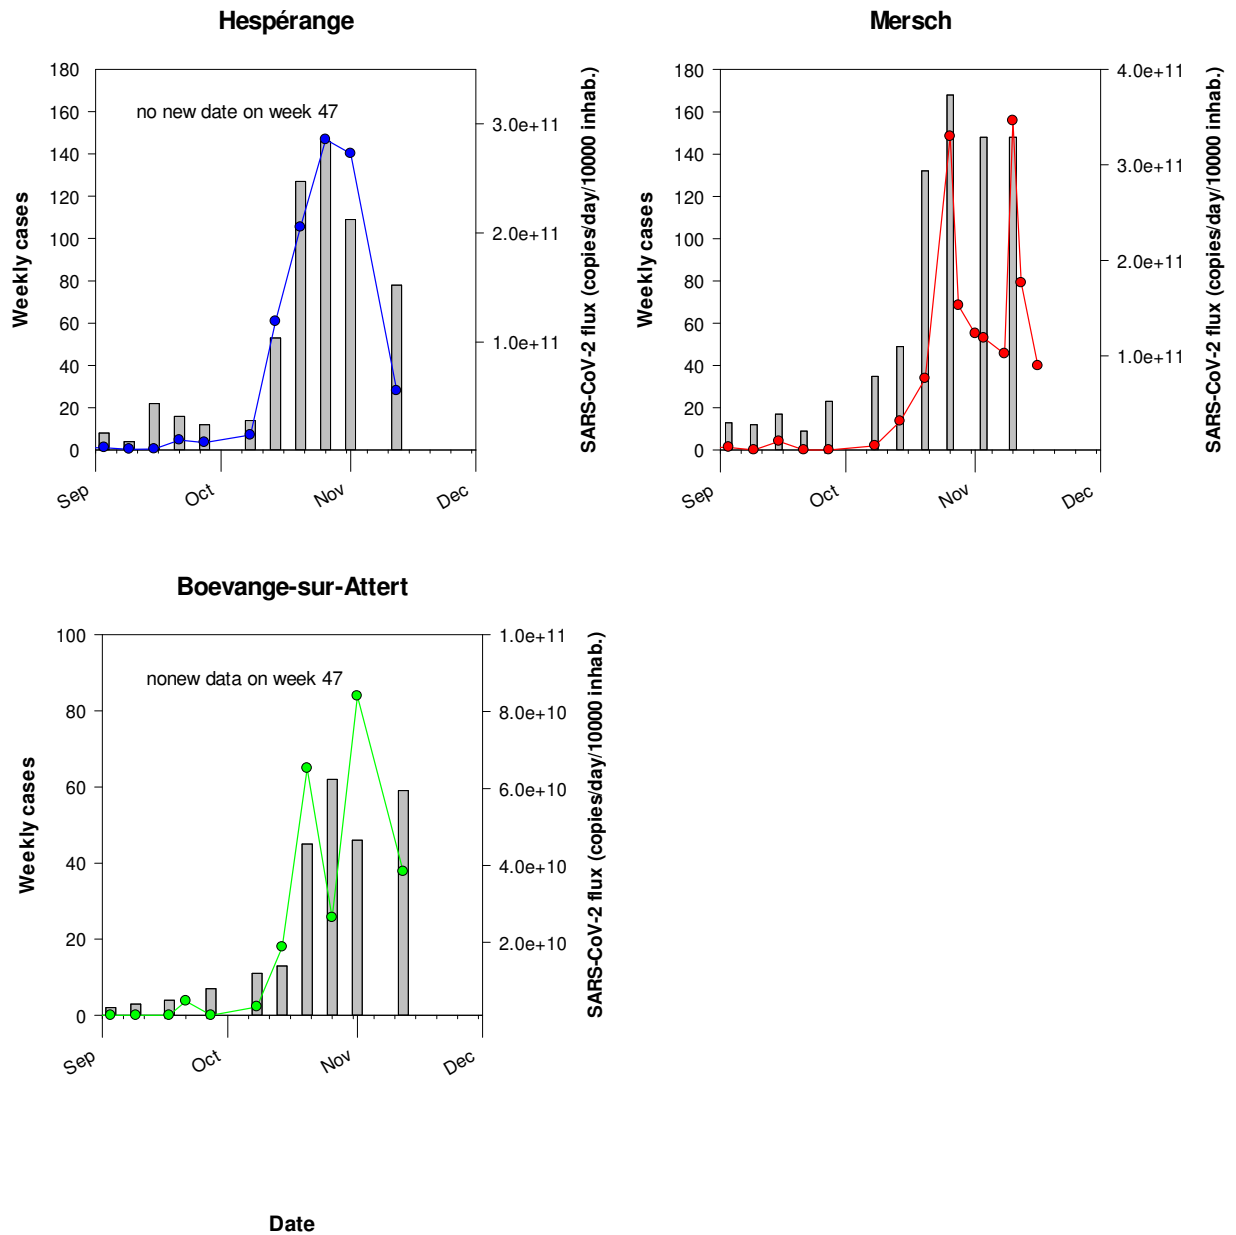 Hespérange
180
160
140
120
100
80
60
40
20
0
Weekly cases
no new date on week 47
3.0e+11
2.0e+11
1.0e+11
SARS-CoV-2 flux (copies/day/10000 inhab.)
Sep
Oct
Nov
Dec
Mersch
180
160
140
120
100
80
60
40
20
0
Weekly cases
4.0e+11
3.0e+11
2.0e+11
1.0e+11
SARS-CoV-2 flux (copies/day/10000 inhab.)
Sep
Oct
Nov
Dec
Boevange-sur-Attert
100
80
60
40
20
0
Weekly cases
nonew data on week 47
1.0e+11
8.0e+10
6.0e+10
4.0e+10
2.0e+10
SARS-CoV-2 flux (copies/day/10000 inhab.)
Sep
Oct
Nov
Dec
Date